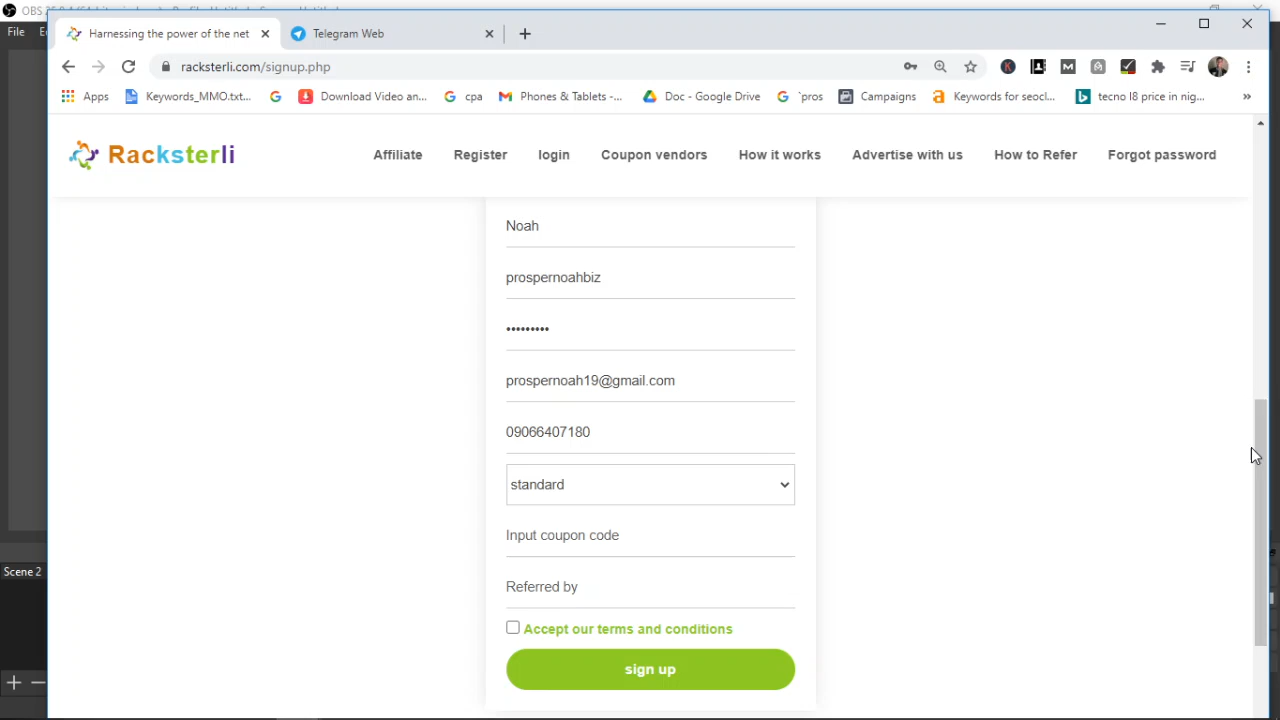 File
Harnessing the power of the net
Telegram Web
racksterli.com/signup.php
Apps
Keywords_MMO.txt...
Download Video an...
cpa
Phones & Tablets -...
Doc - Google Drive
`pros
Campaigns
Keywords for seocl...
tecno l8 price in nig...
»
Racksterli
Affiliate
Register
login
Coupon vendors
How it works
Advertise with us
How to Refer
Forgot password
Noah
prospernoahbiz
•••••••••
prospernoah19@gmail.com
09066407180
standard
Input coupon code
Referred by
Accept our terms and conditions
sign up
Scene 2